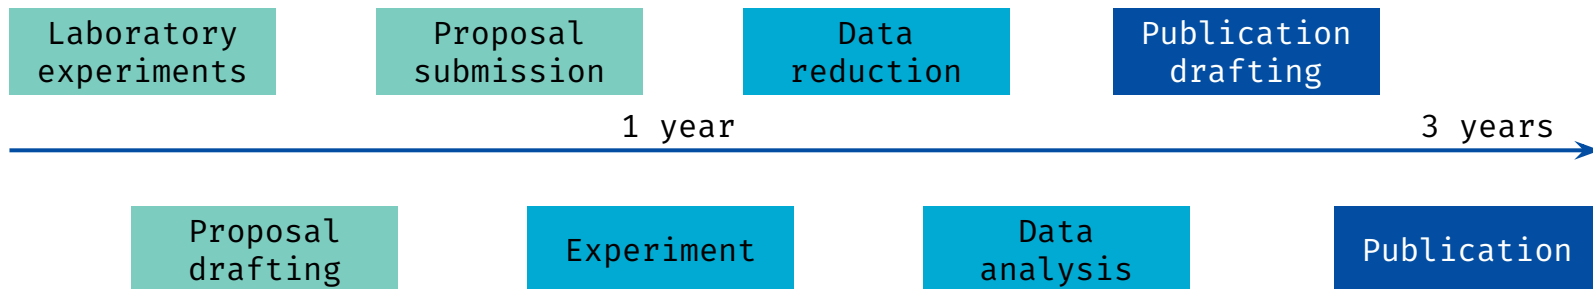 Laboratory
experiments
Proposal
submission
Data
reduction
Publication
drafting
1 year
3 years
Proposal
drafting
Experiment
Data
analysis
Publication